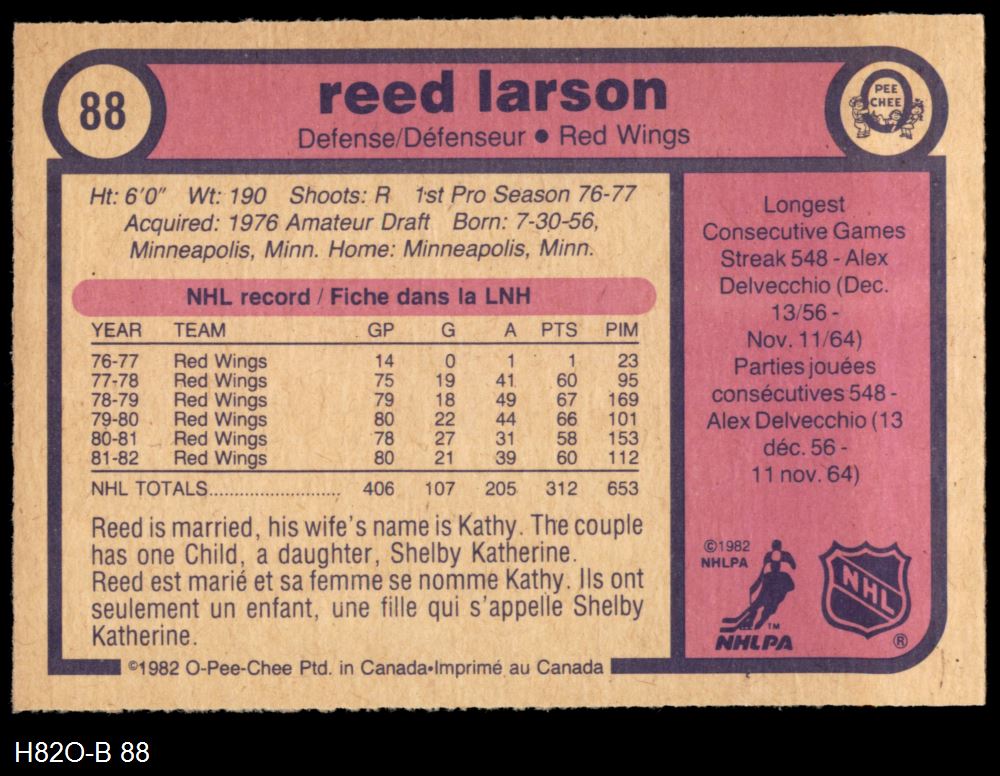 88
reed larson
Defense/Défenseur ● Red Wings
PEE
CHEE
Ht: 6'0" Wt: 190 Shoots: R 1st Pro Season 76-77
Acquired: 1976 Amateur Draft Born: 7-30-56,
Minneapolis, Minn. Home: Minneapolis, Minn.
NHL record / Fiche dans la LNH
YEAR TEAM GP G A PTS PIM
76-77 Red Wings 14 0 1 1 23
77-78 Red Wings 75 19 41 60 95
78-79 Red Wings 79 18 49 67 169
79-80 Red Wings 80 22 44 66 101
80-81 Red Wings 78 27 31 58 153
81-82 Red Wings 80 21 39 60 112
NHL TOTALS.......................... 406 107 205 312 653
Reed is married, his wife's name is Kathy. The couple
has one Child, a daughter, Shelby Katherine.
Reed est marié et sa femme se nomme Kathy. Ils ont
seulement un enfant, une fille qui s'appelle Shelby
Katherine.
©1982 O-Pee-Chee Ptd. in Canada•Imprimé au Canada
Longest
Consecutive Games
Streak 548 - Alex
Delvecchio (Dec.
13/56 -
Nov. 11/64)
Parties jouées
consécutives 548 -
Alex Delvecchio (13
déc. 56 -
11 nov. 64)
©1982
NHLPA
TM
NHLPA
NHL
®
H82O-B 88